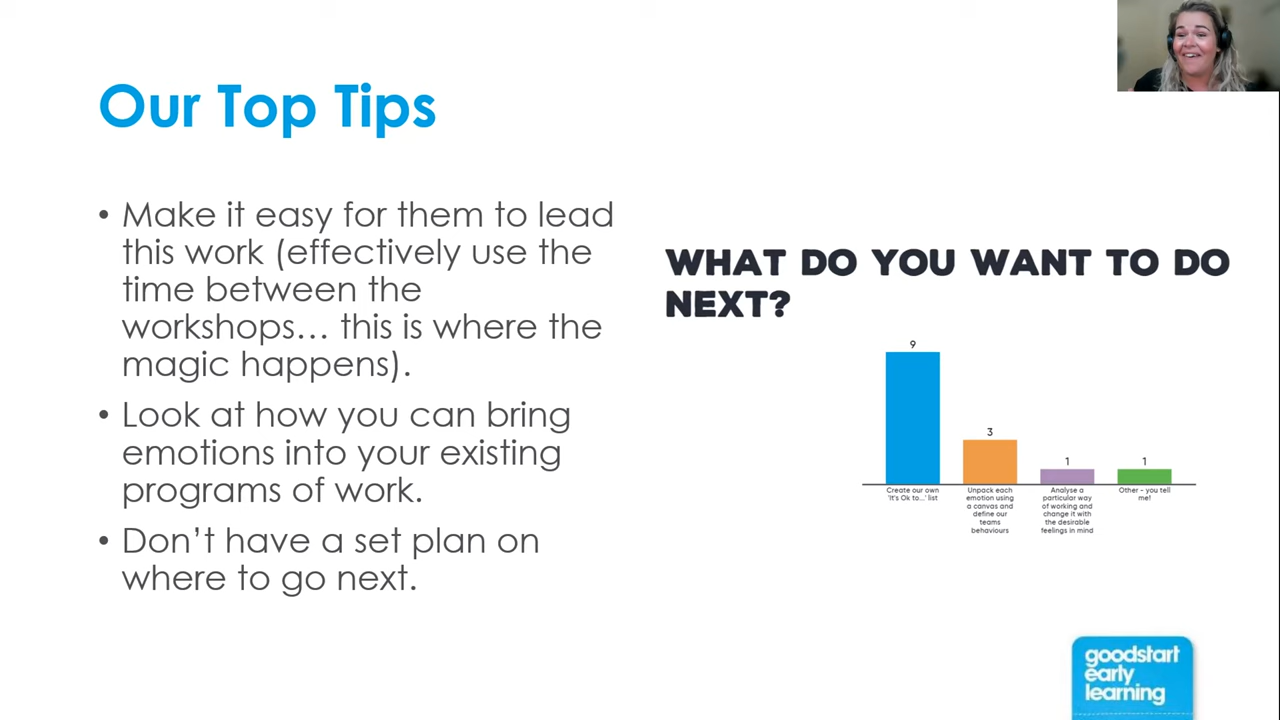 Our Top Tips
• Make it easy for them to lead
this work (effectively use the
time between the
workshops… this is where the
magic happens).
• Look at how you can bring
emotions into your existing
programs of work.
• Don’t have a set plan on
where to go next.
WHAT DO YOU WANT TO DO
NEXT?
9
3
1
1
Create our own
'It's Ok to...' list
Unpack each
emotion using
a canvas and
define our
teams
behaviours
Analyse a
particular way
of working and
change it with
the desirable
feelings in mind
Other - you tell
me!
goodstart
early
learning